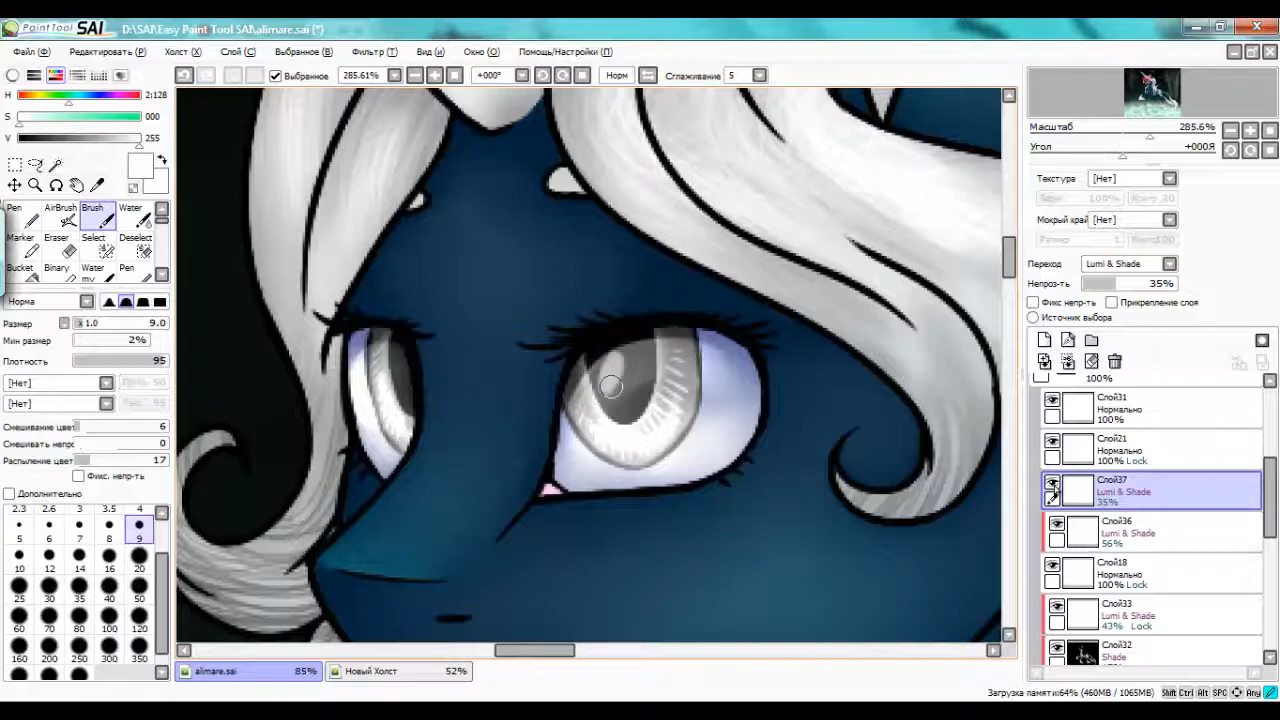 PaintTool SAI D:\SAI\Easy Paint Tool SAI\alimare.sai (*)
Файл (Ф) Редактировать (Р) Холст (X) Слой (С) Выбранное (В) Фильтр (Т) Вид (и) Окно (О) Помощь/Настройки (П)
Выбранное 285.61% +000° Норм Сглаживание 5
H 2:128
S 000
V 255
Масштаб 285.6%
Угол +000Я
Текстура [Нет]
100% 20
Мокрый край [Нет]
Размер 1 100
Переход Lumi & Shade
Непроз-ть 35%
Фикс непр-ть Прикрепление слоя
Источник выбора
Pen AirBrush Brush Water
Marker Eraser Select Deselect
Bucket Binary Water Pen
my
Норма
Размер x 1.0 9.0
Мин размер 2%
Плотность 95
[Нет]
[Нет]
Смешивание цвет 6
Смешивать непрс 0
Распыление цвет 17
Фикс. непр-ть
Дополнительно
2.3 2.6 3 3.5 4
5 6 7 8 9
10 12 14 16 20
25 30 35 40 50
60 70 80 100 120
160 200 250 300 350
100%
Слой31
Нормально
100%
Слой21
Нормально
100% Lock
Слой37
Lumi & Shade
35%
Слой36
Lumi & Shade
56%
Слой18
Нормально
100% Lock
Слой33
Lumi & Shade
43% Lock
Слой32
Shade
alimare.sai 85% Новый Холст 52%
Загрузка памяти:64% (460MB / 1065MB) Shift Ctrl Alt SPC Any